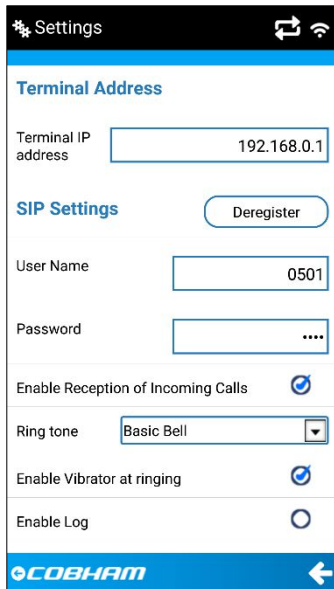 Settings
Terminal Address
Terminal IP
address
192.168.0.1
SIP Settings
Deregister
User Name
0501
Password
••••
Enable Reception of Incoming Calls
Ring tone
Basic Bell
Enable Vibrator at ringing
Enable Log
COBHAM